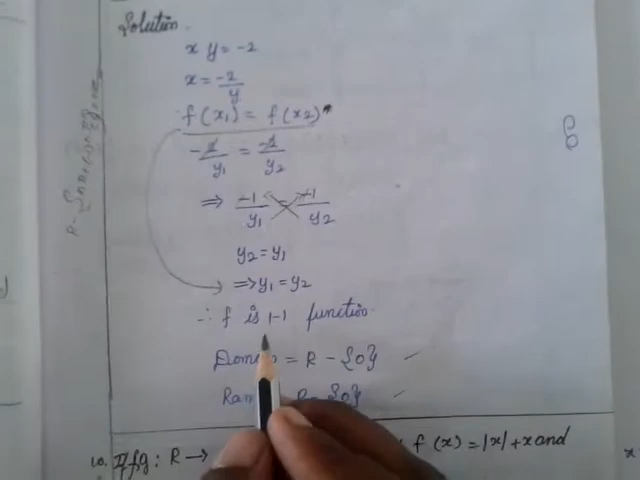 Solution.
x y = -2
x = -2/y
f(x1) = f(x2)
-2/y1 = -2/y2
⇒ -1/y1 = -1/y2
y2 = y1
⇒ y1 = y2
∴ f is 1-1 function.
Domain = R - {0}
R - {0}
10. If fg: R → f(x) = |x| + x and
x